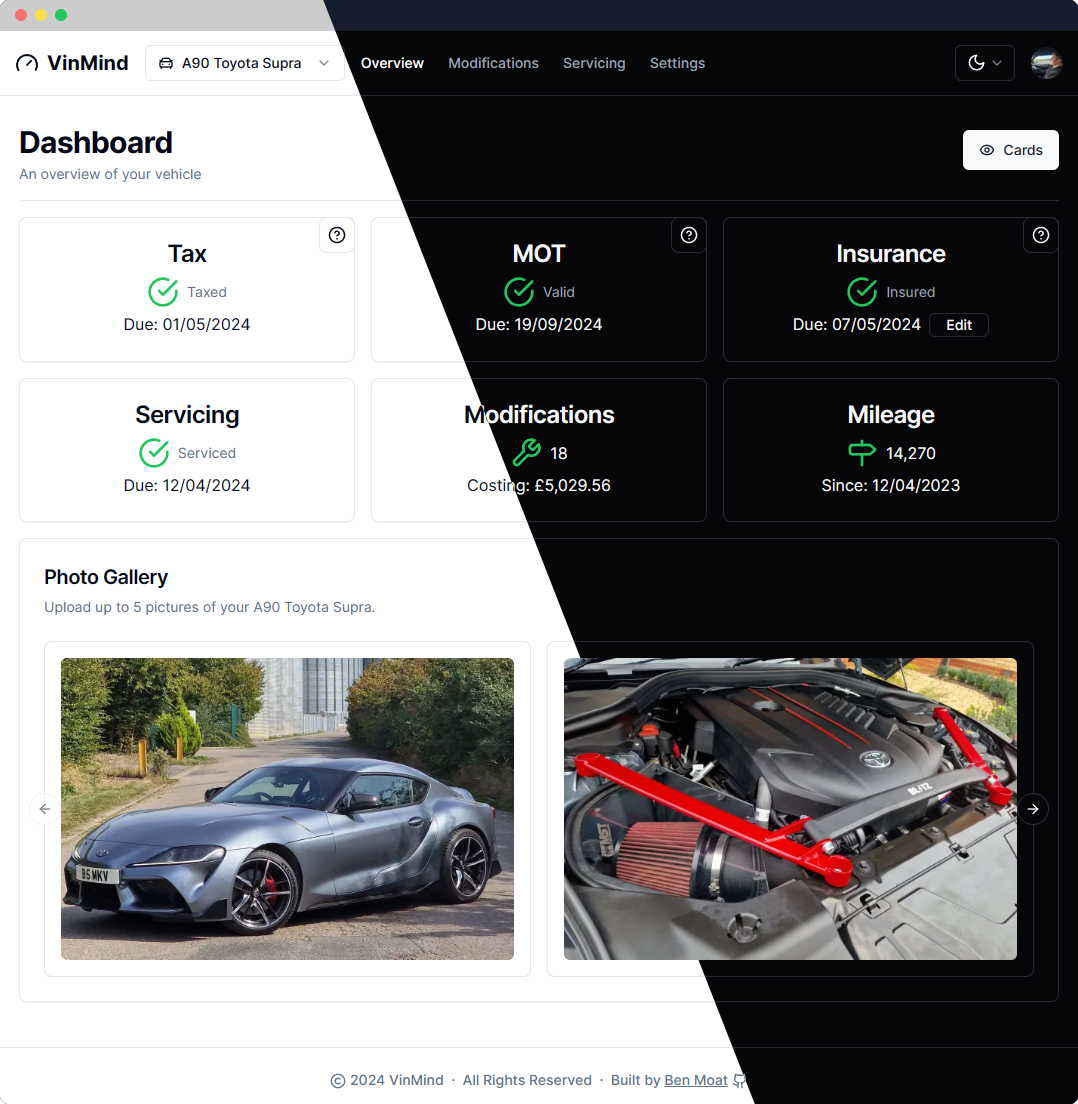 VinMind
A90 Toyota Supra
Overview
Modifications
Servicing
Settings
Dashboard
An overview of your vehicle
Cards
Tax
Taxed
Due: 01/05/2024
MOT
Valid
Due: 19/09/2024
Insurance
Insured
Due: 07/05/2024
Edit
Servicing
Serviced
Due: 12/04/2024
Modifications
18
Costing: £5,029.56
Mileage
14,270
Since: 12/04/2023
Photo Gallery
Upload up to 5 pictures of your A90 Toyota Supra.
B5 MKV
BLITZ
© 2024 VinMind · All Rights Reserved · Built by Ben Moat